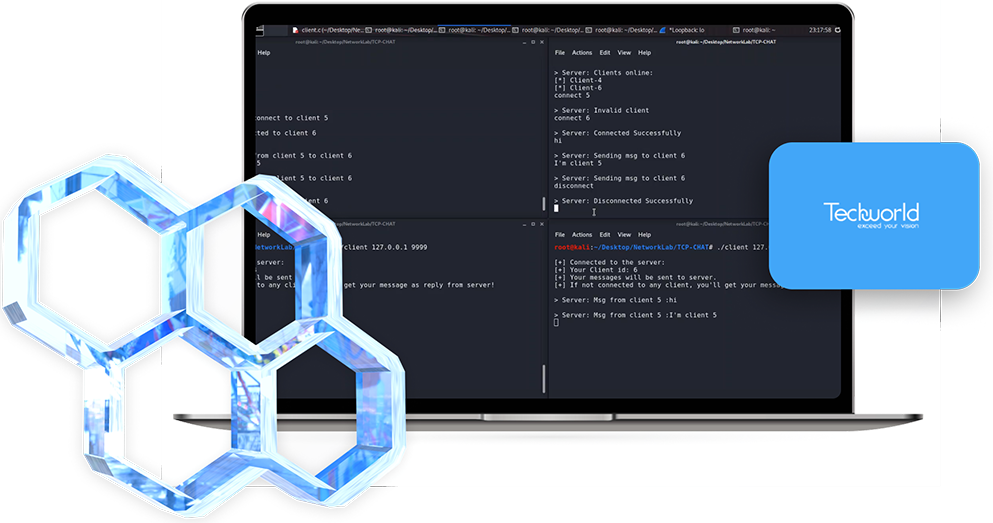 client.c (~/Desktop/Ne...
root@kali: ~/Desktop/...
root@kali: ~/Desktop/...
root@kali: ~/Desktop/...
root@kali: ~/Desktop/...
*Loopback: lo
root@kali: ~
23:17:58
root@kali: ~/Desktop/NetworkLab/TCP-CHAT
Help
onnect to client 5
ted to client 6
from client 5 to client 6
5
client 5 to client 6
client 6
root@kali: ~/Desktop/NetworkLab/TCP-CHAT
File Actions Edit View Help
> Server: Clients online:
[*] Client-4
[*] Client-6
connect 5
> Server: Invalid client
connect 6
> Server: Connected Successfully
hi
> Server: Sending msg to client 6
I'm client 5
> Server: Sending msg to client 6
disconnect
> Server: Disconnected Successfully
Teckworld
exceed your vision
/Desktop/NetworkLab/TCP-CHAT
Help
/client 127.0.0.1 9999
ll be sent
to any cli
get your message as reply from server!
root@kali: ~/Desktop/NetworkLab/TCP-CHAT
File Actions Edit View Help
root@kali:~/Desktop/NetworkLab/TCP-CHAT# ./client 127.
[+] Connected to the server:
[+] Your Client id: 6
[+] Your messages will be sent to server.
[+] If not connected to any client, you'll get your messa
> Server: Msg from client 5 :hi
> Server: Msg from client 5 :I'm client 5